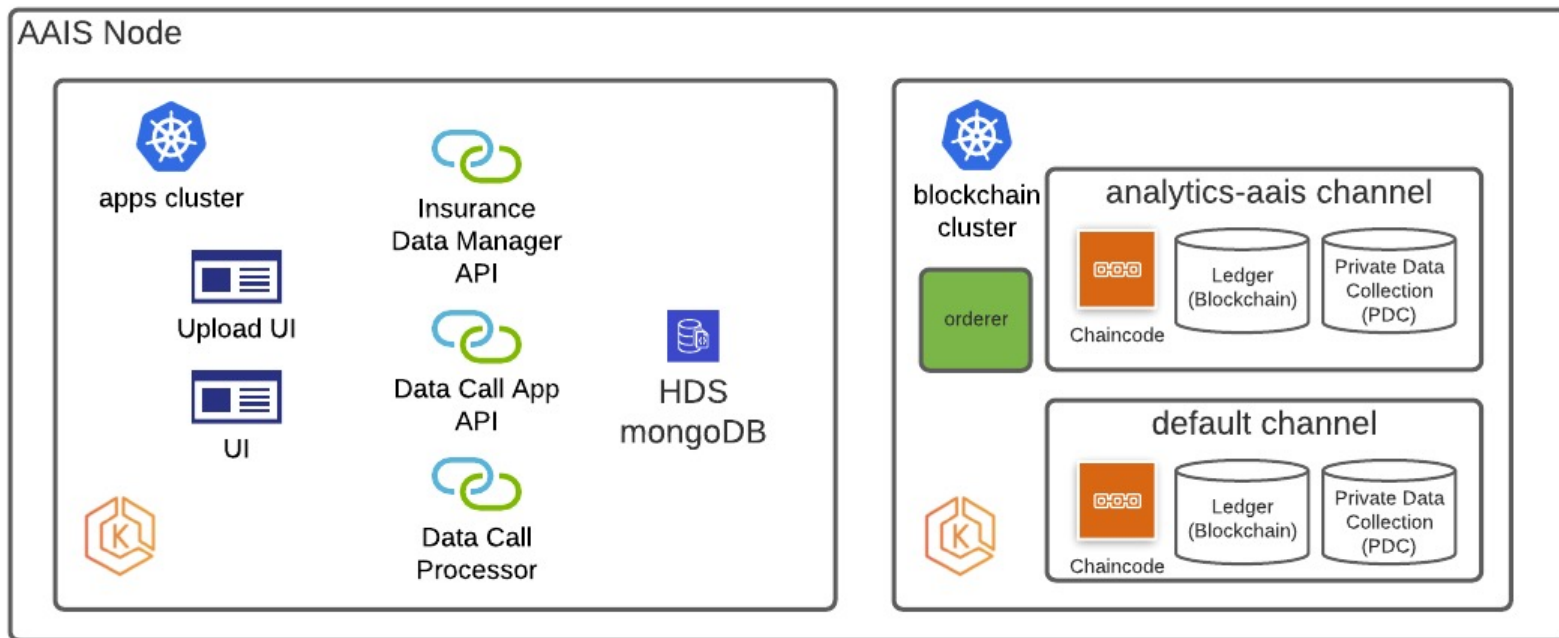 AAIS Node
apps cluster
Upload UI
UI
Insurance
Data Manager
API
Data Call App
API
Data Call
Processor
HDS
mongoDB
K
blockchain
cluster
orderer
analytics-aais channel
Chaincode
Ledger
(Blockchain)
Private Data
Collection
(PDC)
default channel
Chaincode
Ledger
(Blockchain)
Private Data
Collection
(PDC)
K